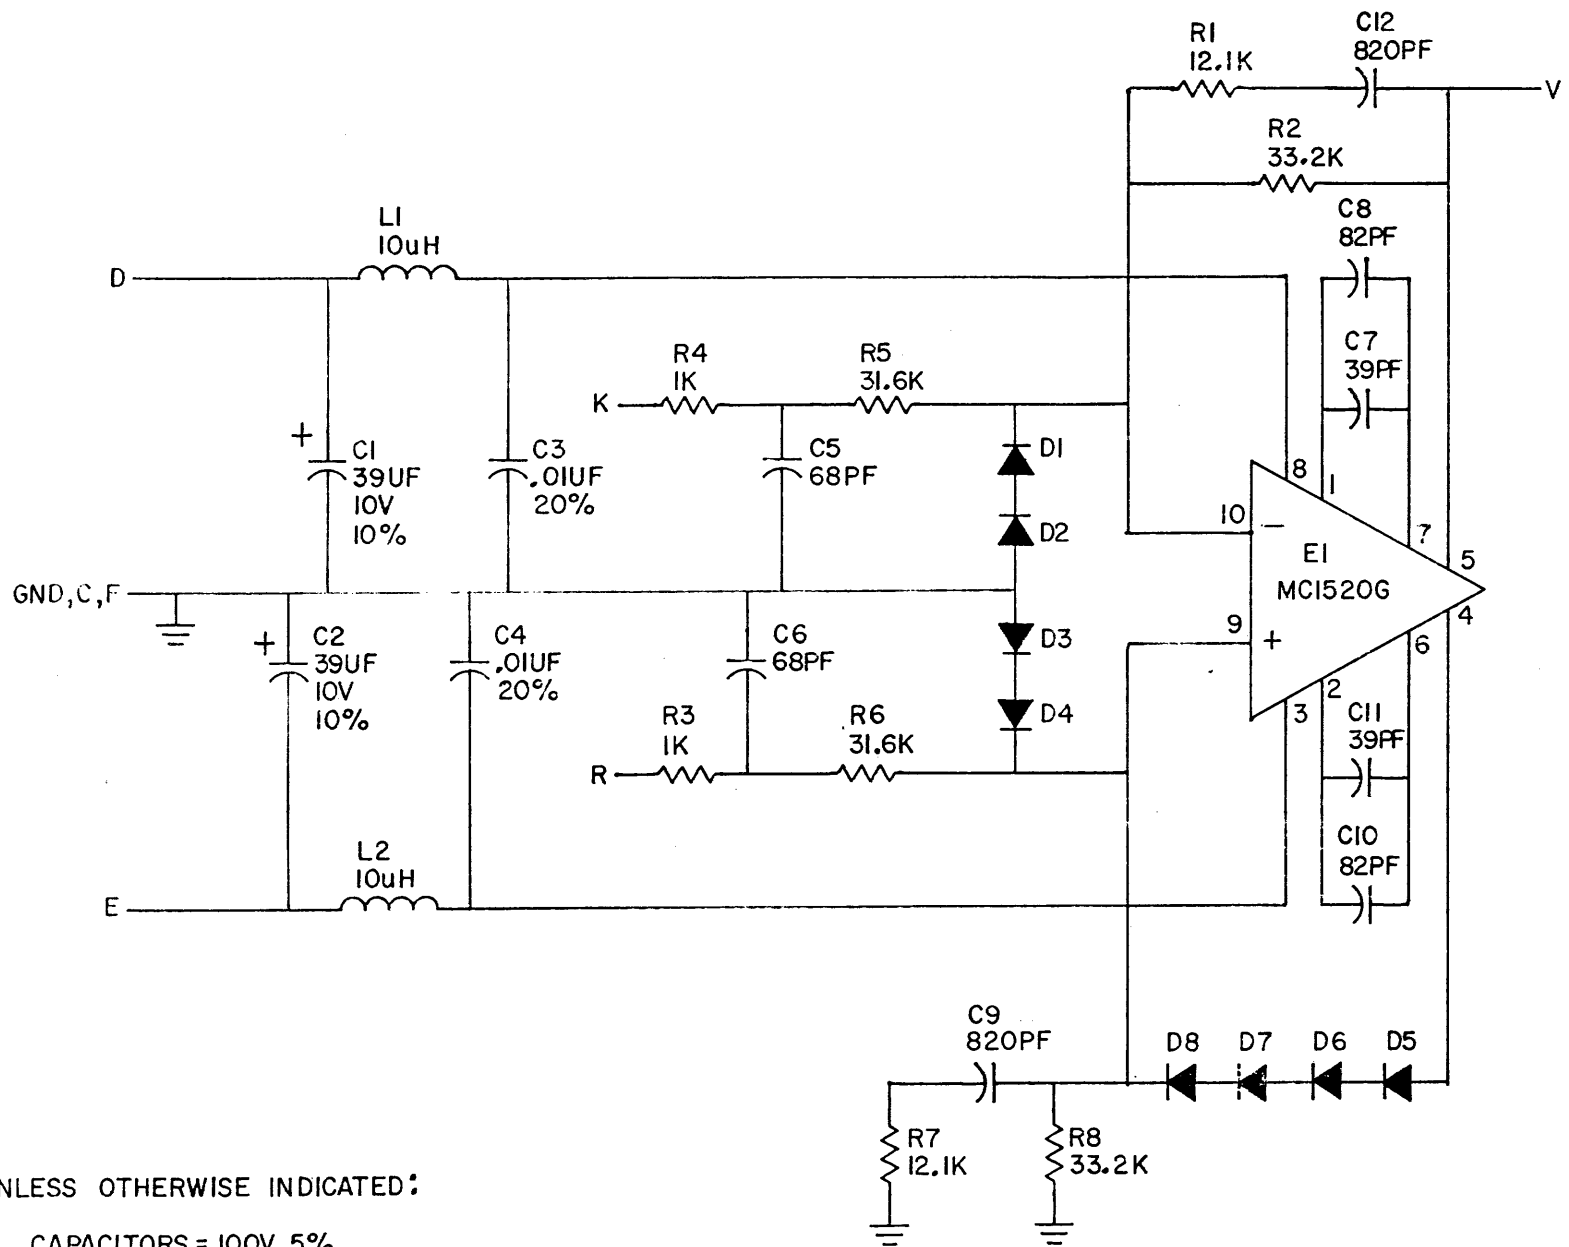 C12
820PF
R1
12.1K
V
R2
33.2K
C8
82PF
L1
10uH
D
C7
39PF
R4
1K
R5
31.6K
K
+
C1
39UF
10V
10%
C3
.01UF
20%
C5
68PF
D1
D2
8
1
10
−
7
E1
MC1520G
5
GND,C,F
+
C2
39UF
10V
10%
C4
.01UF
20%
C6
68PF
D3
D4
9
+
4
6
2
3
C11
39PF
R3
1K
R6
31.6K
R
C10
82PF
L2
10uH
E
C9
820PF
D8
D7
D6
D5
R7
12.1K
R8
33.2K
NLESS OTHERWISE INDICATED:
CAPACITORS = 100V, 5%